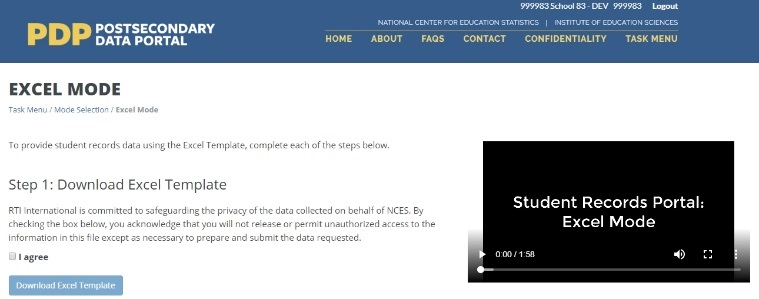 999983 School 83 - DEV 999983 Logout
NATIONAL CENTER FOR EDUCATION STATISTICS | INSTITUTE OF EDUCATION SCIENCES
PDP POSTSECONDARY
DATA PORTAL
HOME ABOUT FAQS CONTACT CONFIDENTIALITY TASK MENU
EXCEL MODE
Task Menu / Mode Selection / Excel Mode
To provide student records data using the Excel Template, complete each of the steps below.
Step 1: Download Excel Template
RTI International is committed to safeguarding the privacy of the data collected on behalf of NCES. By
checking the box below, you acknowledge that you will not release or permit unauthorized access to the
information in this file except as necessary to prepare and submit the data requested.
I agree
Download Excel Template
Student Records Portal:
Excel Mode
0:00 / 1:58